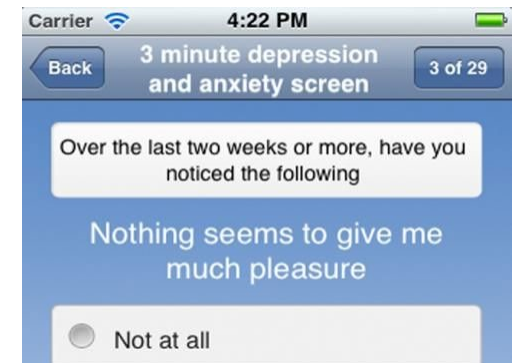 Carrier 4:22 PM
Back
3 minute depression
and anxiety screen
3 of 29
Over the last two weeks or more, have you
noticed the following
Nothing seems to give me
much pleasure
Not at all